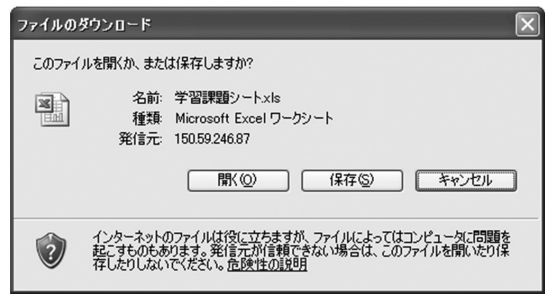 ファイルのダウンロード
このファイルを開くか、または保存しますか?
名前: 学習課題シート.xls
種類: Microsoft Excel ワークシート
発信元: 150.59.246.87
開く(O) 保存(S) キャンセル
インターネットのファイルは役に立ちますが、ファイルによってはコンピュータに問題を
起こすものもあります。発信元が信頼できない場合は、このファイルを開いたり保
存したりしないでください。危険性の説明